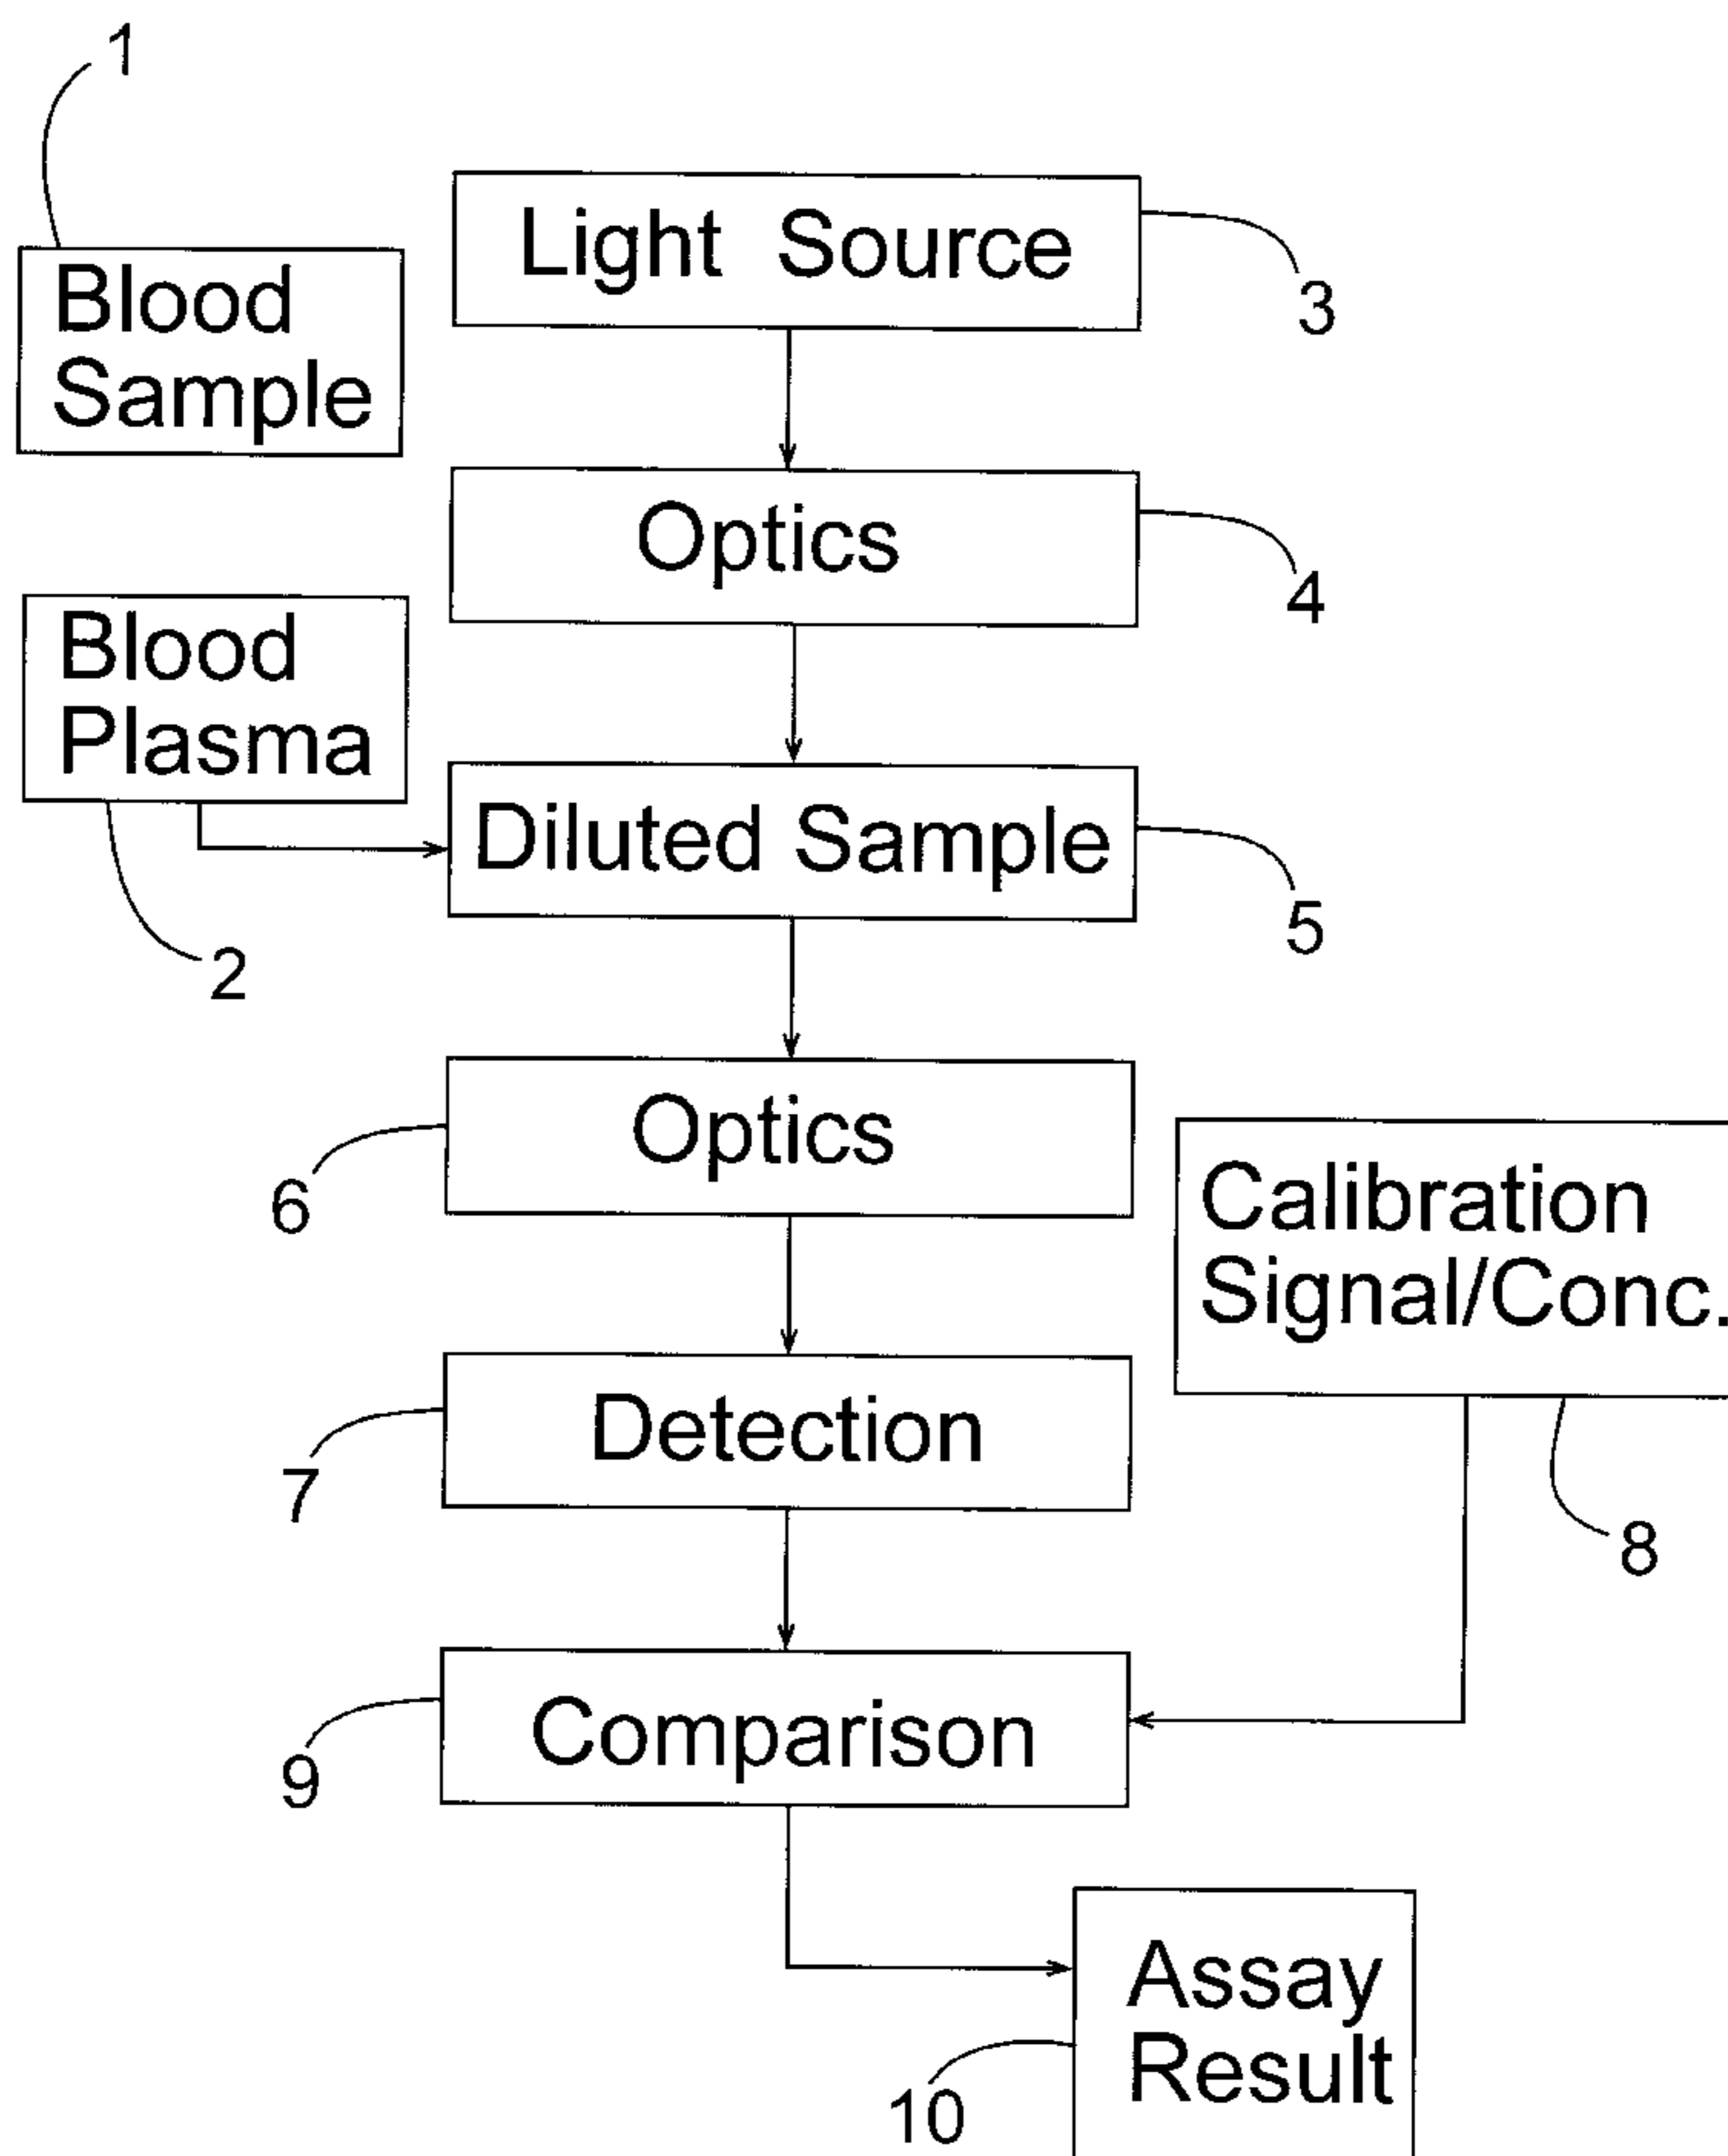 1
Light Source
3
Blood
Sample
Optics
4
Blood
Plasma
Diluted Sample
5
2
Optics
6
Calibration
Signal/Conc.
Detection
7
8
Comparison
9
Assay
Result
10